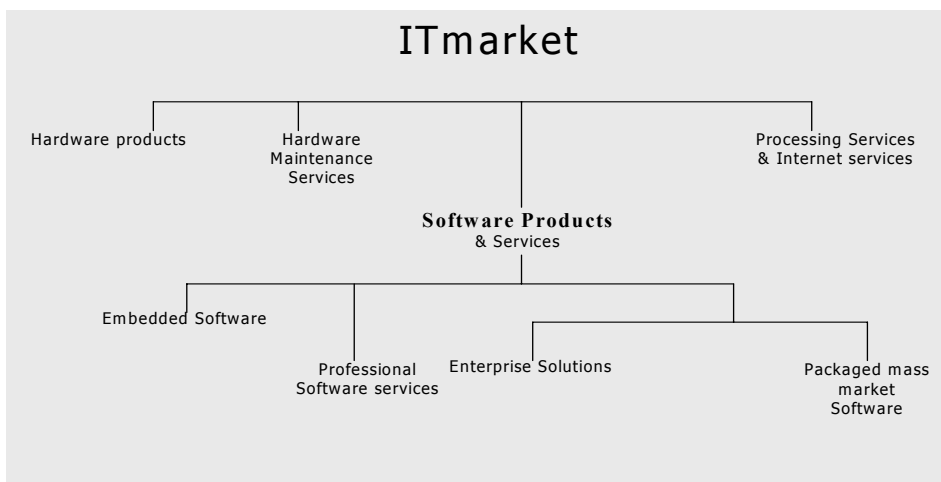 ITmarket
Hardware products
Hardware
Maintenance
Services
Processing Services
& Internet services
Software Products
& Services
Embedded Software
Professional
Software services
Enterprise Solutions
Packaged mass
market
Software